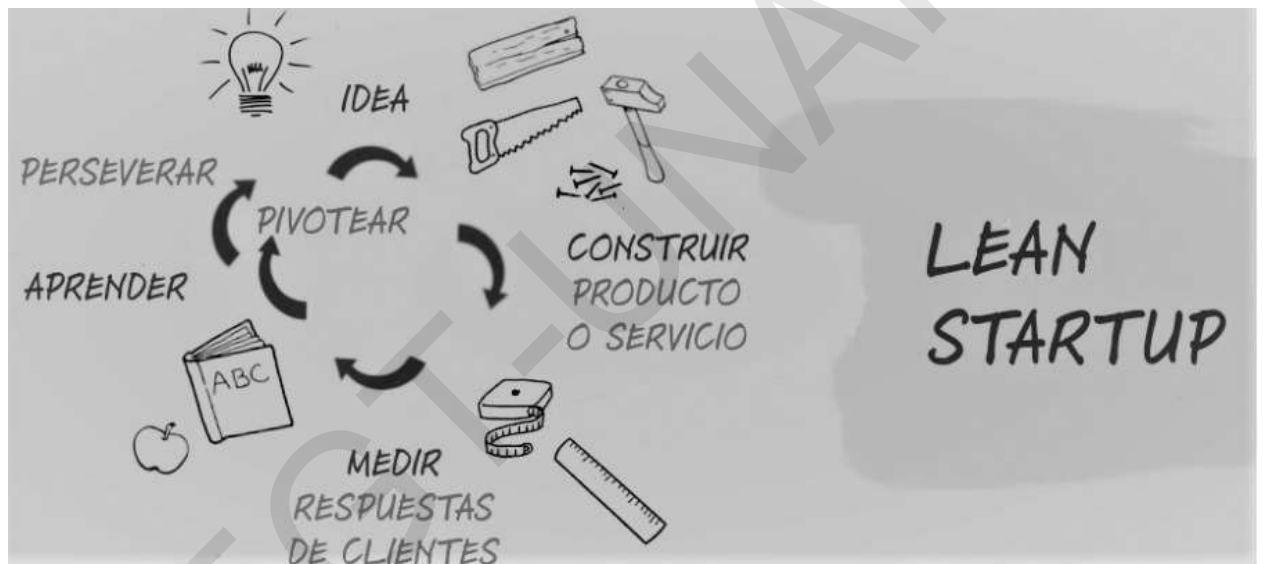 IDEA
PERSEVERAR
PIVOTEAR
APRENDER
CONSTRUIR
PRODUCTO
O SERVICIO
LEAN
STARTUP
ABC
MEDIR
RESPUESTAS
DE CLIENTES